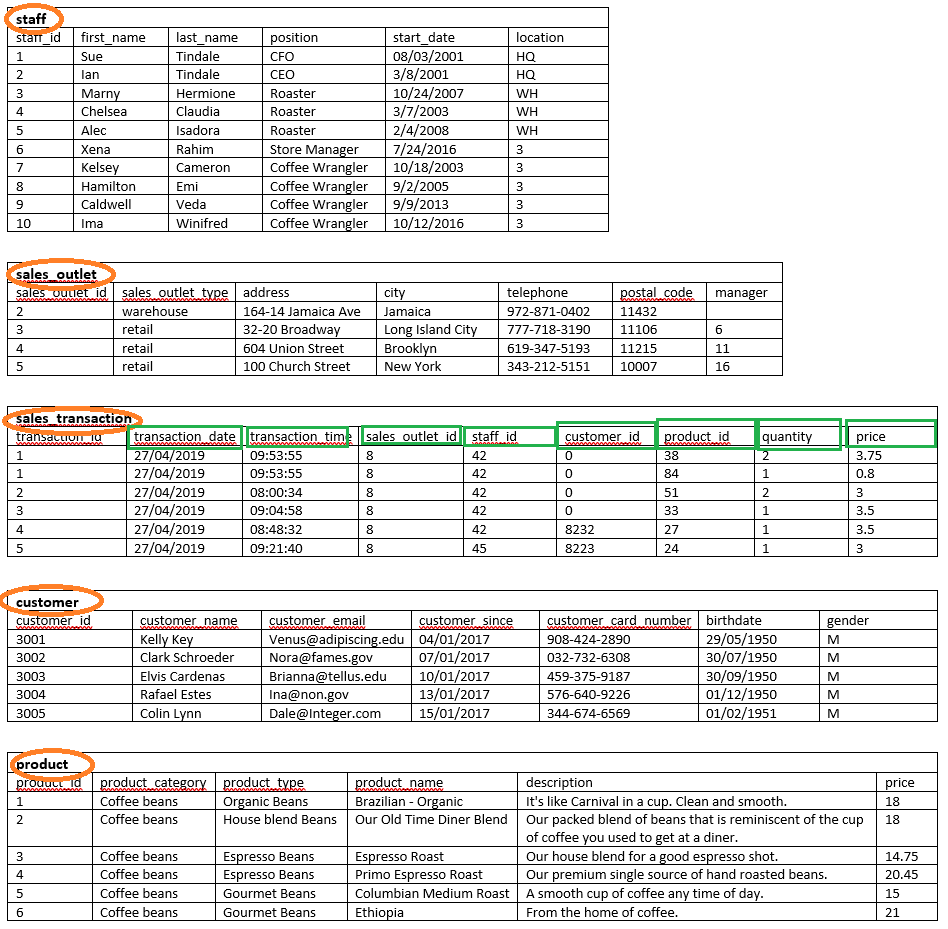 staff
staff_id first_name last_name position start_date location
1 Sue Tindale CFO 08/03/2001 HQ
2 Ian Tindale CEO 3/8/2001 HQ
3 Marny Hermione Roaster 10/24/2007 WH
4 Chelsea Claudia Roaster 3/7/2003 WH
5 Alec Isadora Roaster 2/4/2008 WH
6 Xena Rahim Store Manager 7/24/2016 3
7 Kelsey Cameron Coffee Wrangler 10/18/2003 3
8 Hamilton Emi Coffee Wrangler 9/2/2005 3
9 Caldwell Veda Coffee Wrangler 9/9/2013 3
10 Ima Winifred Coffee Wrangler 10/12/2016 3
sales_outlet
sales_outlet_id sales_outlet_type address city telephone postal_code manager
2 warehouse 164-14 Jamaica Ave Jamaica 972-871-0402 11432
3 retail 32-20 Broadway Long Island City 777-718-3190 11106 6
4 retail 604 Union Street Brooklyn 619-347-5193 11215 11
5 retail 100 Church Street New York 343-212-5151 10007 16
sales_transaction
transaction_id transaction_date transaction_time sales_outlet_id staff_id customer_id product_id quantity price
1 27/04/2019 09:53:55 8 42 0 38 2 3.75
1 27/04/2019 09:53:55 8 42 0 84 1 0.8
2 27/04/2019 08:00:34 8 42 0 51 2 3
3 27/04/2019 09:04:58 8 42 0 33 1 3.5
4 27/04/2019 08:48:32 8 42 8232 27 1 3.5
5 27/04/2019 09:21:40 8 45 8223 24 1 3
customer
customer_id customer_name customer_email customer_since customer_card_number birthdate gender
3001 Kelly Key Venus@adipiscing.edu 04/01/2017 908-424-2890 29/05/1950 M
3002 Clark Schroeder Nora@fames.gov 07/01/2017 032-732-6308 30/07/1950 M
3003 Elvis Cardenas Brianna@tellus.edu 10/01/2017 459-375-9187 30/09/1950 M
3004 Rafael Estes Ina@non.gov 13/01/2017 576-640-9226 01/12/1950 M
3005 Colin Lynn Dale@Integer.com 15/01/2017 344-674-6569 01/02/1951 M
product
product_id product_category product_type product_name description price
1 Coffee beans Organic Beans Brazilian - Organic It's like Carnival in a cup. Clean and smooth. 18
2 Coffee beans House blend Beans Our Old Time Diner Blend Our packed blend of beans that is reminiscent of the cup 18
of coffee you used to get at a diner.
3 Coffee beans Espresso Beans Espresso Roast Our house blend for a good espresso shot. 14.75
4 Coffee beans Espresso Beans Primo Espresso Roast Our premium single source of hand roasted beans. 20.45
5 Coffee beans Gourmet Beans Columbian Medium Roast A smooth cup of coffee any time of day. 15
6 Coffee beans Gourmet Beans Ethiopia From the home of coffee. 21